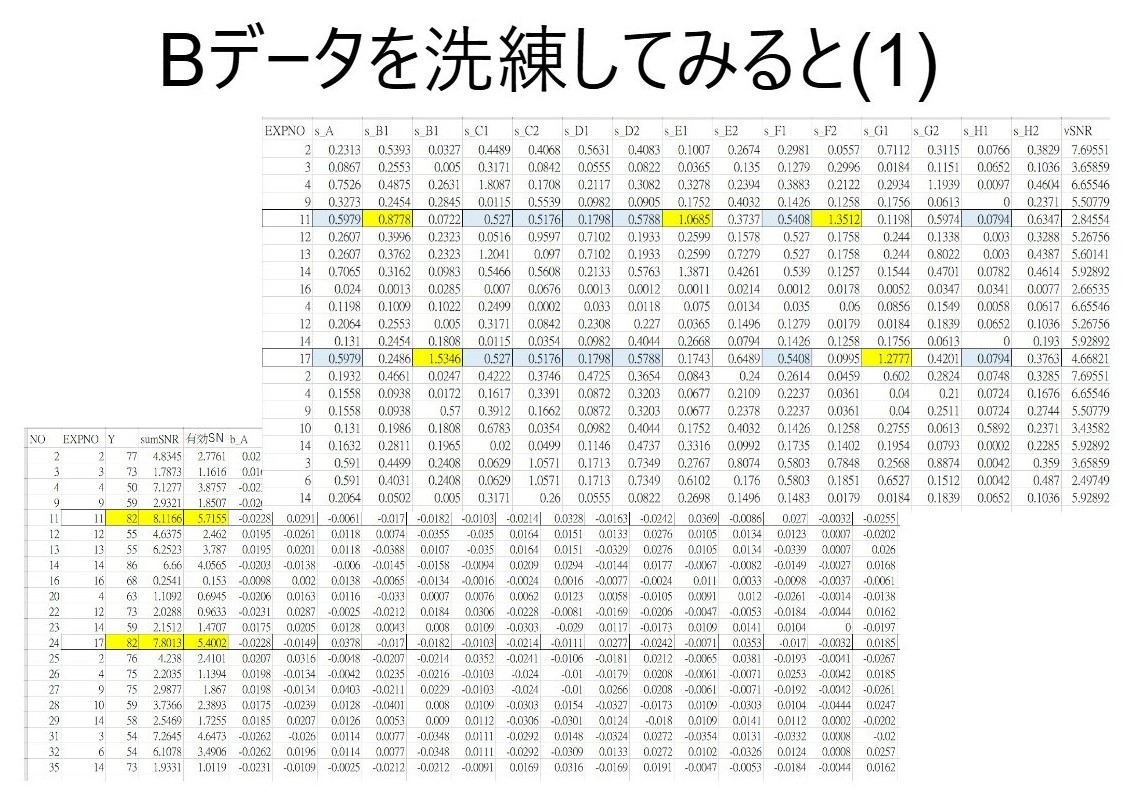 Bデータを洗練してみると(1)
EXPNO s_A s_B1 s_B1 s_C1 s_C2 s_D1 s_D2 s_E1 s_E2 s_F1 s_F2 s_G1 s_G2 s_H1 s_H2 vSNR
2 0.2313 0.5393 0.0327 0.4489 0.4068 0.5631 0.4083 0.1007 0.2674 0.2981 0.0557 0.7112 0.3115 0.0766 0.3829 7.69551
3 0.0867 0.2553 0.005 0.3171 0.0842 0.0555 0.0822 0.0365 0.135 0.1279 0.2996 0.0184 0.1151 0.0652 0.1036 3.65859
4 0.7526 0.4875 0.2631 1.8087 0.1708 0.2117 0.3082 0.3278 0.2394 0.3883 0.2122 0.2934 1.1939 0.0097 0.4604 6.65546
9 0.3273 0.2454 0.2845 0.0115 0.5539 0.0982 0.0905 0.1752 0.4032 0.1426 0.1258 0.1756 0.0613 0 0.2371 5.50779
11 0.5979 0.8778 0.0722 0.527 0.5176 0.1798 0.5788 1.0685 0.3737 0.5408 1.3512 0.1198 0.5974 0.0794 0.6347 2.84554
12 0.2607 0.3996 0.2323 0.0516 0.9597 0.7102 0.1933 0.2599 0.1578 0.527 0.1758 0.244 0.1338 0.003 0.3288 5.26756
13 0.2607 0.3762 0.2323 1.2041 0.097 0.7102 0.1933 0.2599 0.7279 0.527 0.1758 0.244 0.8022 0.003 0.4387 5.60141
14 0.7065 0.3162 0.0983 0.5466 0.5608 0.2133 0.5763 1.3871 0.4261 0.539 0.1257 0.1544 0.4701 0.0782 0.4614 5.92892
16 0.024 0.0013 0.0285 0.007 0.0676 0.0013 0.0012 0.0011 0.0214 0.0012 0.0178 0.0052 0.0347 0.0341 0.0077 2.66535
4 0.1198 0.1009 0.1022 0.2499 0.0002 0.033 0.0118 0.075 0.0134 0.035 0.06 0.0856 0.1549 0.0058 0.0617 6.65546
12 0.2064 0.2553 0.005 0.3171 0.0842 0.2308 0.227 0.0365 0.1496 0.1279 0.0179 0.0184 0.1839 0.0652 0.1036 5.26756
14 0.131 0.2454 0.1808 0.0115 0.0354 0.0982 0.4044 0.2668 0.0794 0.1426 0.1258 0.1756 0.0613 0 0.193 5.92892
17 0.5979 0.2486 1.5346 0.527 0.5176 0.1798 0.5788 0.1743 0.6489 0.5408 0.0995 1.2777 0.4201 0.0794 0.3763 4.66821
2 0.1932 0.4661 0.0247 0.4222 0.3746 0.4725 0.3654 0.0843 0.24 0.2614 0.0459 0.602 0.2824 0.0748 0.3285 7.69551
4 0.1558 0.0938 0.0172 0.1617 0.3391 0.0872 0.3203 0.0677 0.2109 0.2237 0.0361 0.04 0.21 0.0724 0.1676 6.65546
9 0.1558 0.0938 0.57 0.3912 0.1662 0.0872 0.3203 0.0677 0.2378 0.2237 0.0361 0.04 0.2511 0.0724 0.2744 5.50779
10 0.131 0.1986 0.1808 0.6783 0.0354 0.0982 0.4044 0.1752 0.4032 0.1426 0.1258 0.2755 0.0613 0.5892 0.2371 3.43582
14 0.1632 0.2811 0.1965 0.02 0.0499 0.1146 0.4737 0.3316 0.0992 0.1735 0.1402 0.1954 0.0793 0.0002 0.2285 5.92892
3 0.591 0.4499 0.2408 0.0629 1.0571 0.1713 0.7349 0.2767 0.8074 0.5803 0.7848 0.2568 0.8874 0.0042 0.359 3.65859
6 0.591 0.4031 0.2408 0.0629 1.0571 0.1713 0.7349 0.6102 0.176 0.5803 0.1851 0.6527 0.1512 0.0042 0.487 2.49749
14 0.2064 0.0502 0.005 0.3171 0.26 0.0555 0.0822 0.2698 0.1496 0.1483 0.0179 0.0184 0.1839 0.0652 0.1036 5.92892
NO EXPNO Y sumSNR 有効SN b_A
2 2 77 4.8345 2.7761 0.02
3 3 73 1.7873 1.1616
4 4 50 7.1277 3.8757 -0.02
9 9 59 2.9321 1.8507
11 11 82 8.1166 5.7155 -0.0228 0.0291 -0.0061 -0.017 -0.0182 -0.0103 -0.0214 0.0328 -0.0163 -0.0242 0.0369 -0.0086 0.027 -0.0032 -0.0255
12 12 55 4.6375 2.462 0.0195 -0.0261 0.0118 0.0074 -0.0355 -0.035 0.0164 0.0151 0.0133 0.0276 0.0105 0.0134 0.0123 0.0007 -0.0202
13 13 55 6.2523 3.787 0.0195 0.0201 0.0118 -0.0388 0.0107 -0.035 0.0164 0.0151 -0.0329 0.0276 0.0105 0.0134 -0.0339 0.0007 0.026
14 14 86 6.66 4.0565 -0.0203 -0.0138 -0.006 -0.0145 -0.0158 -0.0094 0.0209 0.0294 -0.0144 0.0177 -0.0067 -0.0082 -0.0149 -0.0027 0.0168
16 16 68 0.2541 0.153 -0.0098 0.002 0.0138 -0.0065 -0.0134 -0.0016 -0.0024 0.0016 -0.0077 -0.0024 0.011 0.0033 -0.0098 -0.0037 -0.0061
20 4 63 1.1092 0.6945 -0.0206 0.0163 0.0116 -0.033 0.0007 0.0076 0.0062 0.0123 0.0058 -0.0105 0.0091 0.012 -0.0261 -0.0014 -0.0138
22 12 73 2.0288 0.9633 -0.0231 0.0287 -0.0025 -0.0212 0.0184 0.0306 -0.0228 -0.0081 -0.0169 -0.0206 -0.0047 -0.0053 -0.0184 -0.0044 0.0162
23 14 59 2.1512 1.4707 0.0175 0.0205 0.0128 0.0043 0.008 0.0109 -0.0303 -0.029 0.0117 -0.0173 0.0109 0.0141 0.0104 0 -0.0197
24 17 82 7.8013 5.4002 -0.0228 -0.0149 0.0378 -0.017 -0.0182 -0.0103 -0.0214 -0.0111 0.0277 -0.0242 -0.0071 0.0353 -0.017 -0.0032 0.0185
25 2 76 4.238 2.4101 0.0207 0.0316 -0.0048 -0.0207 -0.0214 0.0352 -0.0241 -0.0106 -0.0181 0.0212 -0.0065 0.0381 -0.0193 -0.0041 -0.0267
26 4 75 2.2035 1.1394 0.0198 -0.0134 -0.0042 0.0235 -0.0216 -0.0103 -0.024 -0.01 -0.0179 0.0208 -0.0061 -0.0071 0.0253 -0.0042 0.0185
27 9 75 2.9877 1.867 0.0198 -0.0134 0.0403 -0.0211 0.0229 -0.0103 -0.024 -0.01 0.0266 0.0208 -0.0061 -0.0071 -0.0192 -0.0042 -0.0261
28 10 59 3.7366 2.3893 0.0175 -0.0239 0.0128 -0.0401 0.008 0.0109 -0.0303 0.0154 -0.0327 -0.0173 0.0109 -0.0303 0.0104 -0.0444 0.0247
29 14 58 2.5469 1.7255 0.0185 0.0207 0.0126 0.0053 0.009 0.0112 -0.0306 -0.0301 0.0124 -0.018 0.0109 0.0141 0.0112 0.0002 -0.0202
31 3 54 7.2645 4.6473 -0.0262 -0.026 0.0114 0.0077 -0.0348 0.0111 -0.0292 0.0148 -0.0324 0.0272 -0.0354 0.0131 -0.0332 0.0008 -0.02
32 6 54 6.1078 3.4906 -0.0262 0.0196 0.0114 0.0077 -0.0348 0.0111 -0.0292 -0.0309 0.0133 0.0272 0.0102 -0.0326 0.0124 0.0008 0.0257
35 14 73 1.9331 1.0119 -0.0231 -0.0109 -0.0025 -0.0212 -0.0212 -0.0091 0.0169 0.0316 -0.0169 0.0191 -0.0047 -0.0053 -0.0184 -0.0044 0.0162